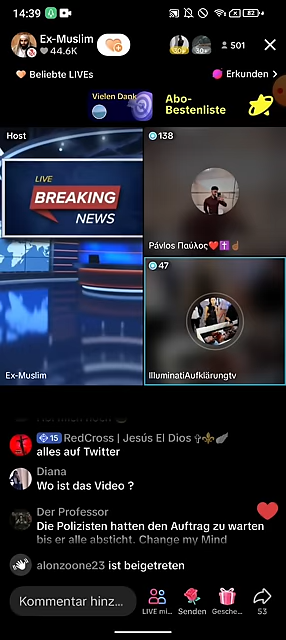 14:39
Ex-Muslim
44.6K
501
Beliebte LIVEs
Erkunden >
Vielen Dank
Abo-
Bestenliste
Host
138
LIVE
BREAKING
NEWS
Pávlos Παύλος❤️✝️☝️
47
Ex-Muslim
IlluminatiAufklärungtv
15 RedCross | Jesús El Dios ✞⚜️🪽
alles auf Twitter
Diana
Wo ist das Video ?
Der Professor
Die Polizisten hatten den Auftrag zu warten
bis er alle absticht. Change my Mind
alonzoone23 ist beigetreten
Kommentar hinz...
LIVE mi...
Senden
Gesche...
53